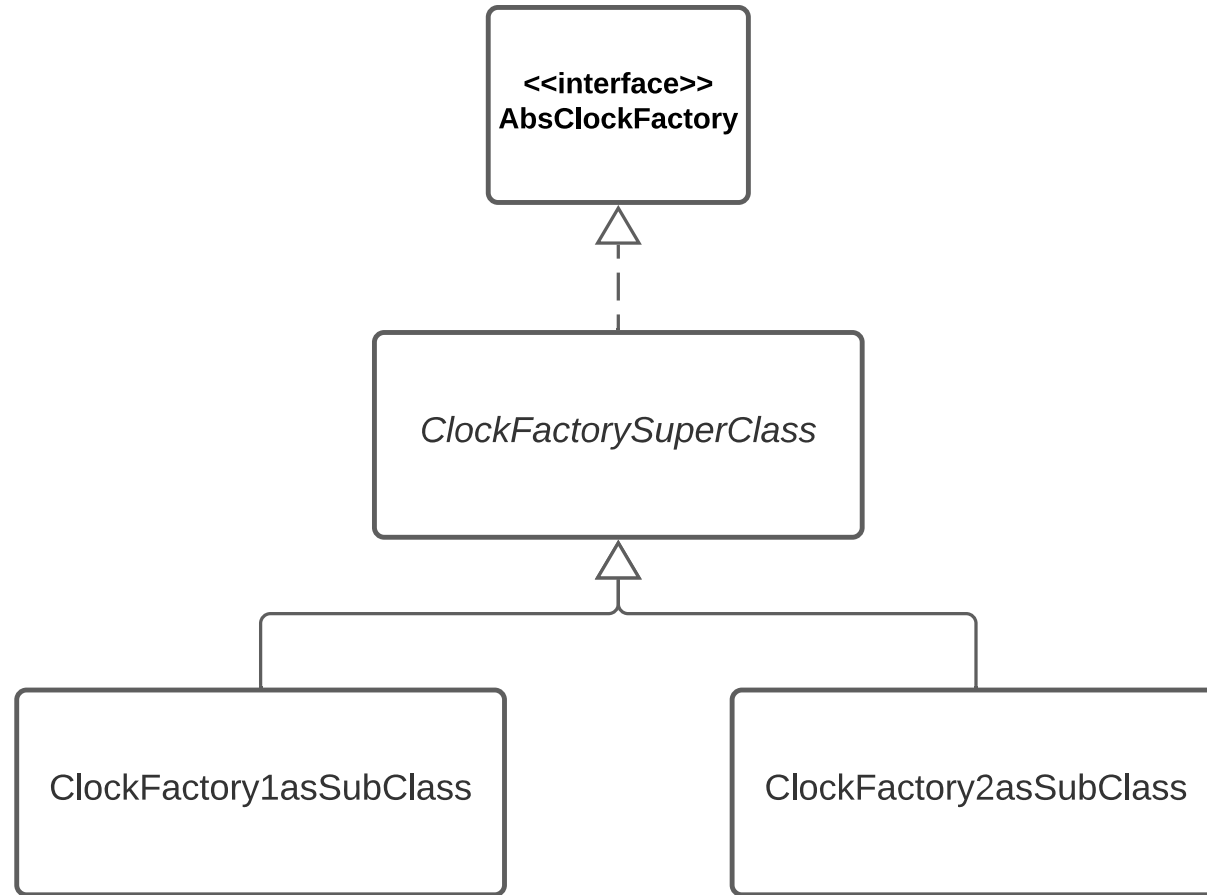 <<interface>>
AbsClockFactory
ClockFactorySuperClass
ClockFactory1asSubClass
ClockFactory2asSubClass